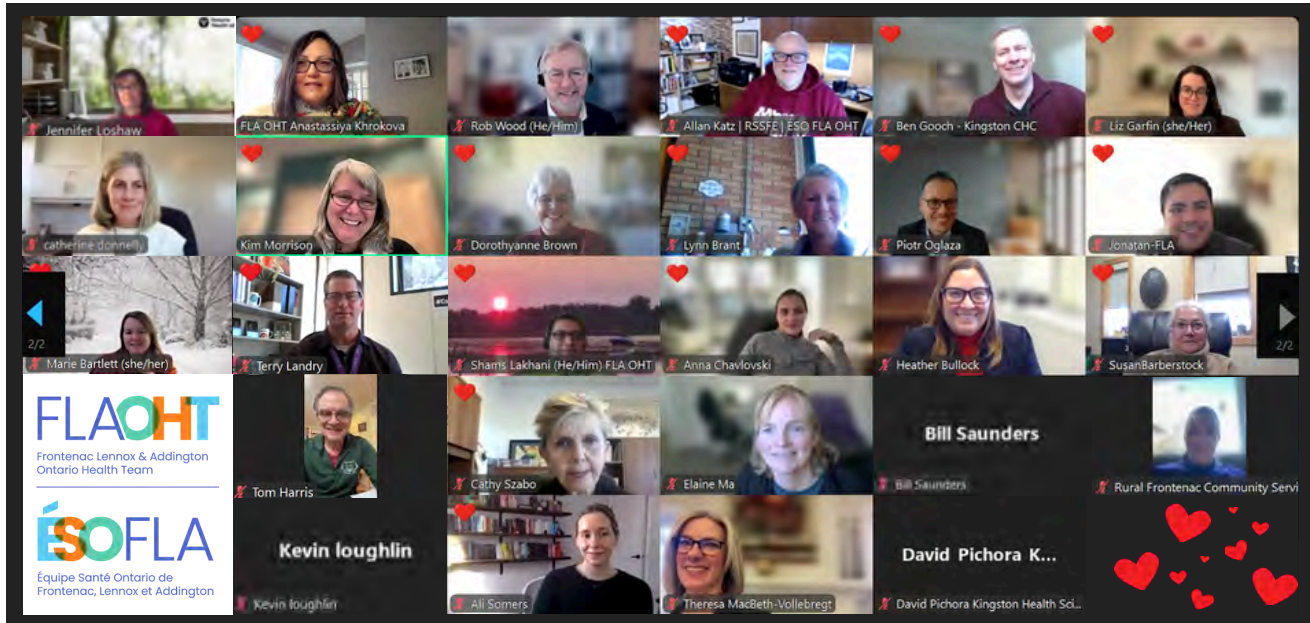 Jennifer Loshaw
FLA OHT Anastassiya Khrokova
Rob Wood (He/Him)
Allan Katz | RSSFE | ESO FLA OHT
Ben Gooch - Kingston CHC
Liz Garfin (she/Her)
catherine donnelly
Kim Morrison
Dorothyanne Brown
Lynn Brant
Piotr Oglaza
Jonatan-FLA
2/2
Marie Bartlett (she/her)
Terry Landry
Shams Lakhani (He/Him) FLA OHT
Anna Chavlovski
Heather Bullock
2/2
SusanBarberstock
FLAOHT
Frontenac Lennox & Addington
Ontario Health Team
Tom Harris
Cathy Szabo
Elaine Ma
Bill Saunders
Bill Saunders
Rural Frontenac Community Servi
ÉSOFLA
Équipe Santé Ontario de
Frontenac, Lennox et Addington
Kevin loughlin
Kevin loughlin
Ali Somers
Theresa MacBeth-Vollebregt
David Pichora K...
David Pichora Kingston Health Sci...